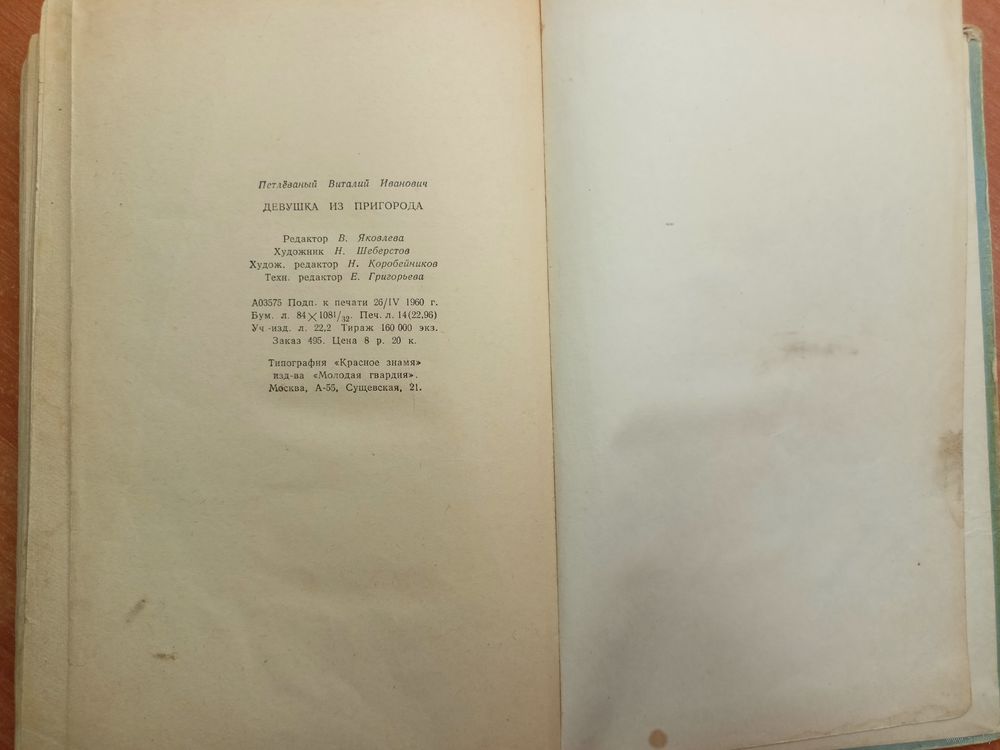 Петлёваный Виталий Иванович
ДЕВУШКА ИЗ ПРИГОРОДА
Редактор В. Яковлева
Художник Н. Шеберстов
Худож. редактор Н. Коробейников
Техн. редактор Е. Григорьева
А03575 Подп. к печати 26/IV 1960 г.
Бум. л. 84×108¹/₃₂. Печ. л. 14(22,96)
Уч-изд. л. 22,2 Тираж 160 000 экз.
Заказ 495. Цена 8 р. 20 к.
Типография «Красное знамя»
изд-ва «Молодая гвардия».
Москва, А-55, Сущевская, 21.